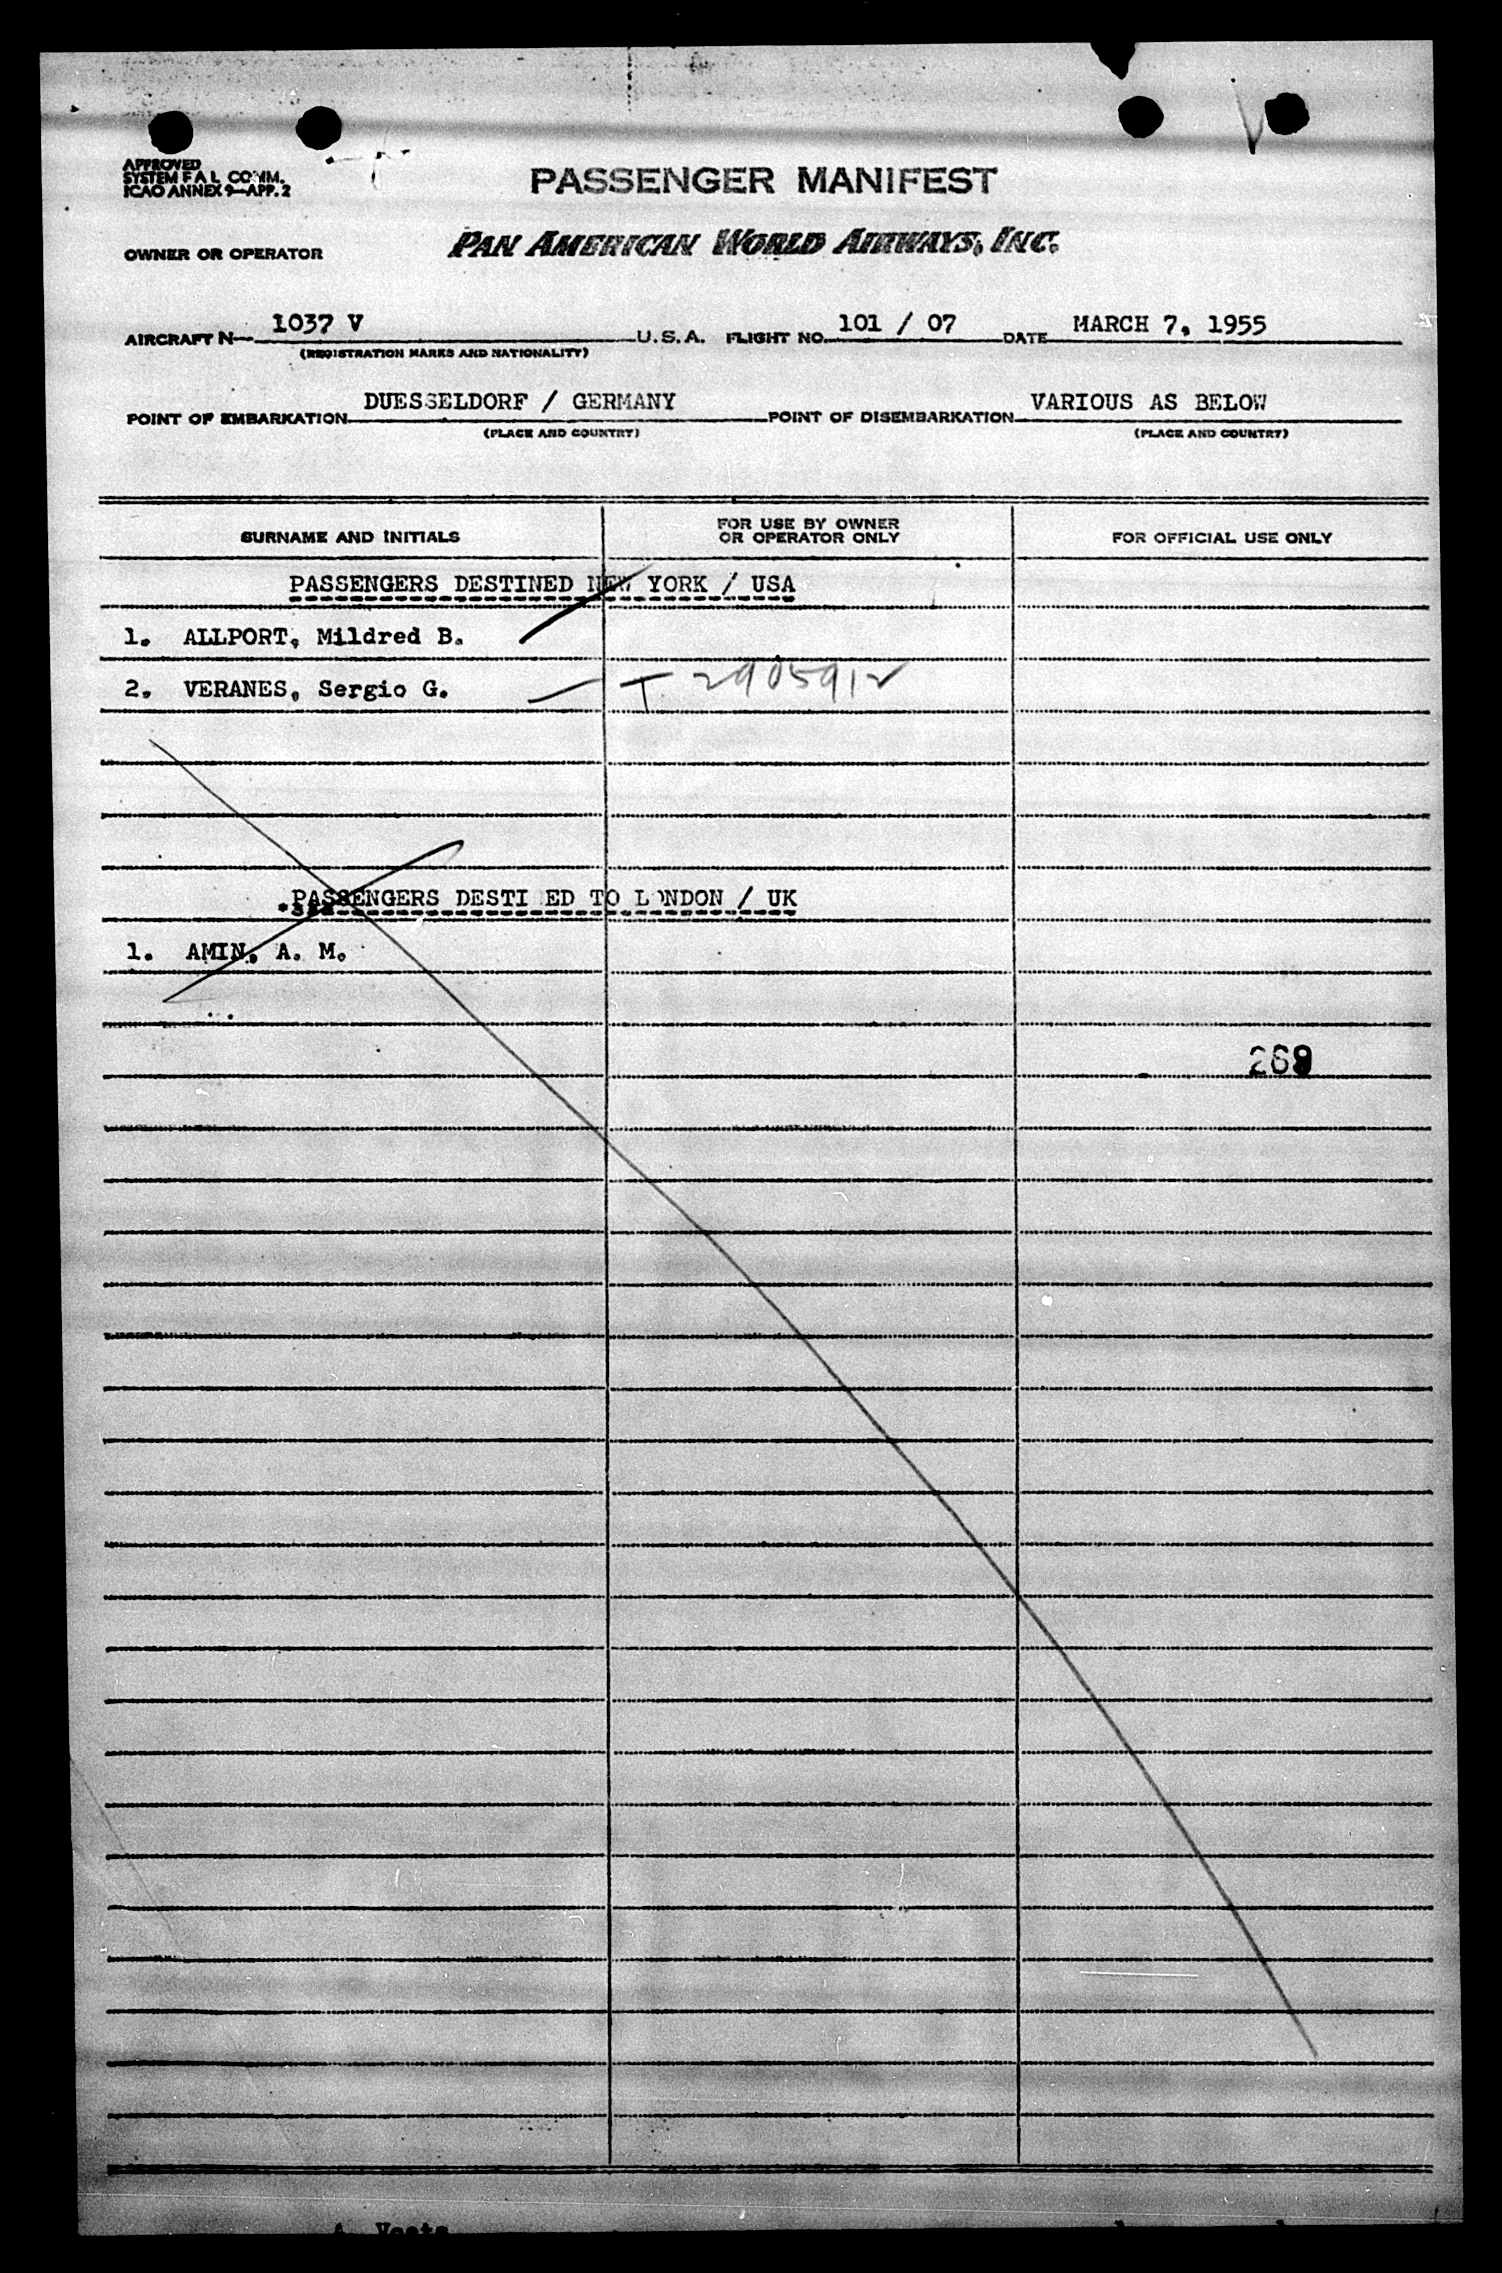 APPROVED
SYSTEM F A L COMM.
ICAO ANNEX 9—APP. 2
PASSENGER MANIFEST
OWNER OR OPERATOR PAN AMERICAN WORLD AIRWAYS, INC.
AIRCRAFT N— 1037 V U.S.A. FLIGHT NO. 101 / 07 DATE MARCH 7, 1955
(REGISTRATION MARKS AND NATIONALITY)
POINT OF EMBARKATION DUESSELDORF / GERMANY POINT OF DISEMBARKATION VARIOUS AS BELOW
(PLACE AND COUNTRY) (PLACE AND COUNTRY)
SURNAME AND INITIALS FOR USE BY OWNER OR OPERATOR ONLY FOR OFFICIAL USE ONLY
PASSENGERS DESTINED NEW YORK / USA
1. ALLPORT, Mildred B.
2. VERANES, Sergio G. — T 2905912
PASSENGERS DESTI ED TO L NDON / UK
1. AMIN, A. M.
269